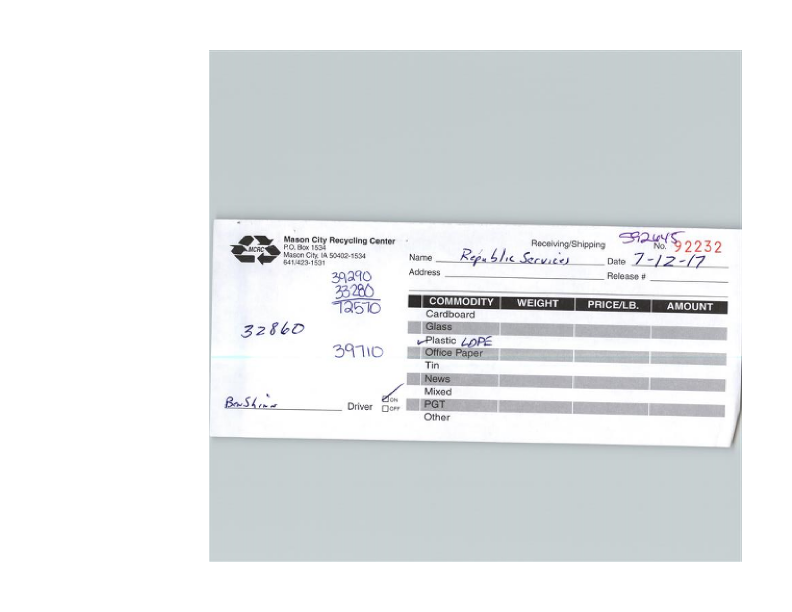 MCRC
Mason City Recycling Center
P.O. Box 1534
Mason City, IA 50402-1534
641/423-1531
Receiving/Shipping
592645
No. 92232
Name Republic Services Date 7-12-17
Address Release #
39290
33280
72570
32860
39710
COMMODITY WEIGHT PRICE/LB. AMOUNT
Cardboard
Glass
Plastic LDPE
Office Paper
Tin
News
Mixed
PGT
Other
Driver
ON
OFF